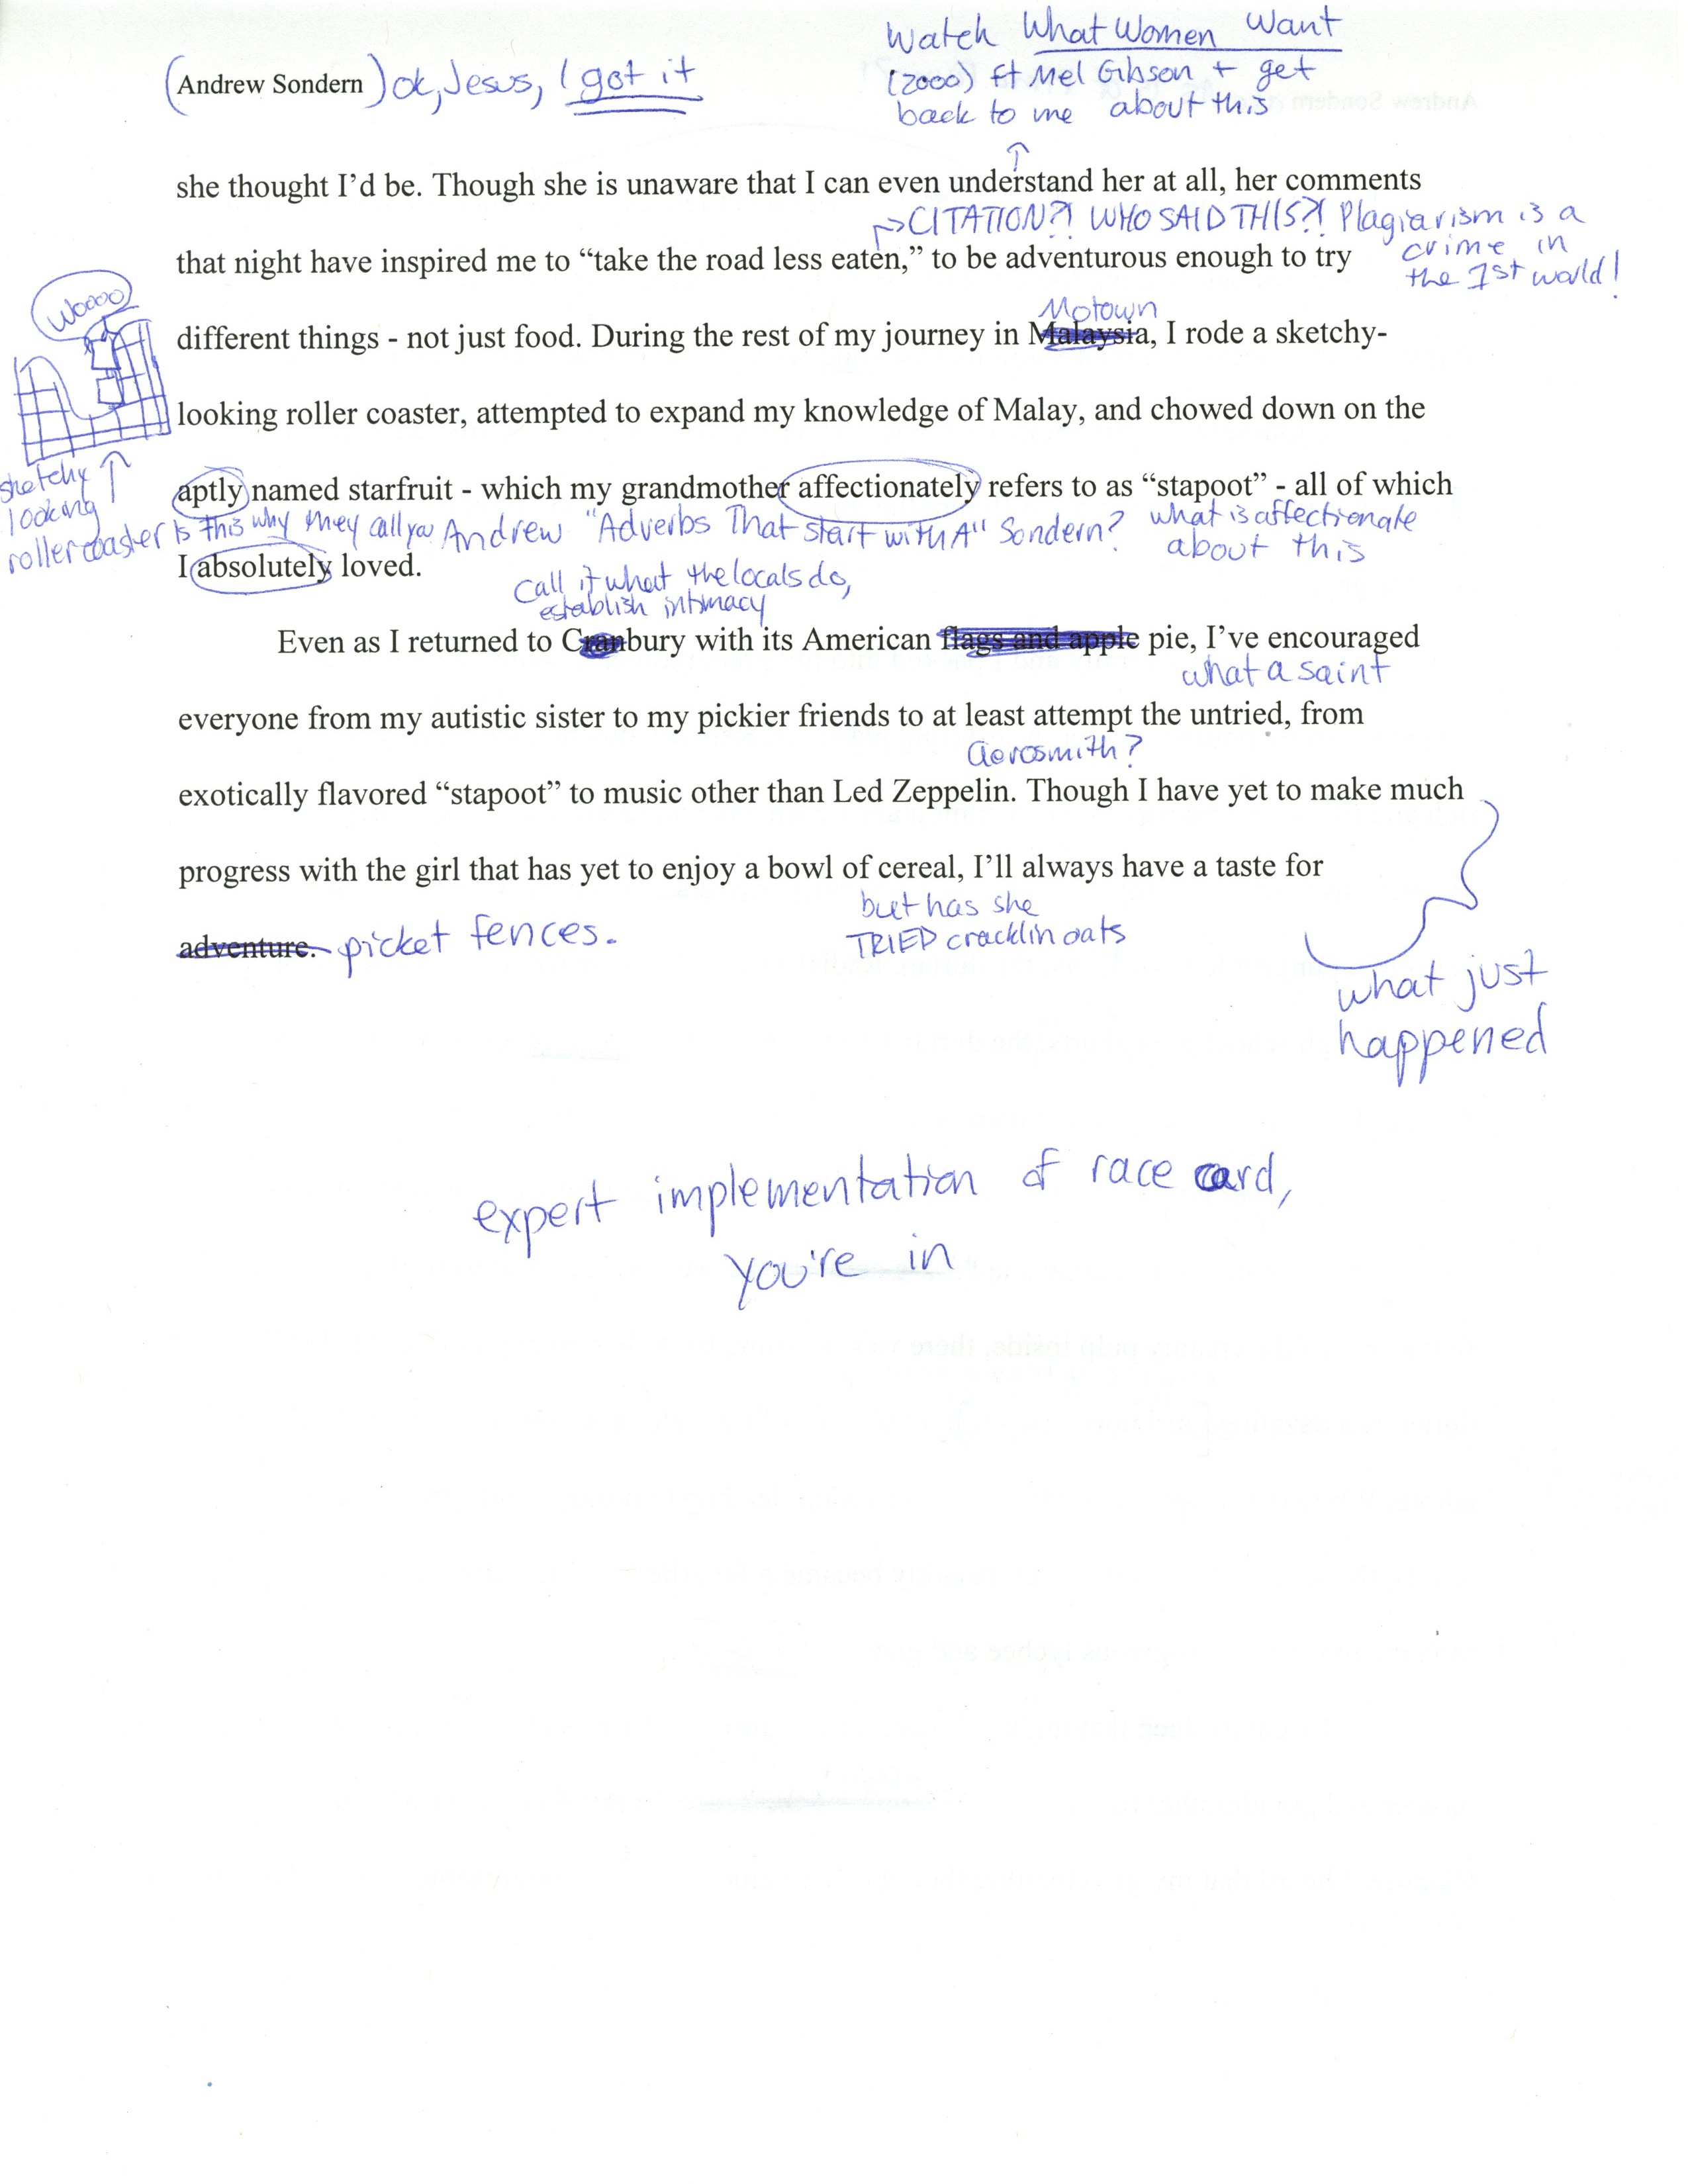 Watch What Women Want
(Andrew Sondern) ok, Jesus, I got it
(2000) ft Mel Gibson + get
back to me about this
she thought I'd be. Though she is unaware that I can even understand her at all, her comments
→CITATION?! WHO SAID THIS?! Plagiarism is a
crime in
the 1st world!
that night have inspired me to “take the road less eaten,” to be adventurous enough to try
Woooo
Motown
different things - not just food. During the rest of my journey in Malaysia, I rode a sketchy-
looking roller coaster, attempted to expand my knowledge of Malay, and chowed down on the
sketchy
looking
rollercoaster
aptly named starfruit - which my grandmother affectionately refers to as “stapoot” - all of which
Is this why they call you Andrew "Adverbs That start with A" Sondern?
what is affectionate
about this
I absolutely loved.
Call it what the locals do,
establish intimacy
Even as I returned to Cranbury with its American flags and apple pie, I've encouraged
what a saint
everyone from my autistic sister to my pickier friends to at least attempt the untried, from
aerosmith?
exotically flavored “stapoot” to music other than Led Zeppelin. Though I have yet to make much
progress with the girl that has yet to enjoy a bowl of cereal, I'll always have a taste for
but has she
TRIED cracklin oats
adventure. picket fences.
what just
happened
expert implementation of race card,
you're in